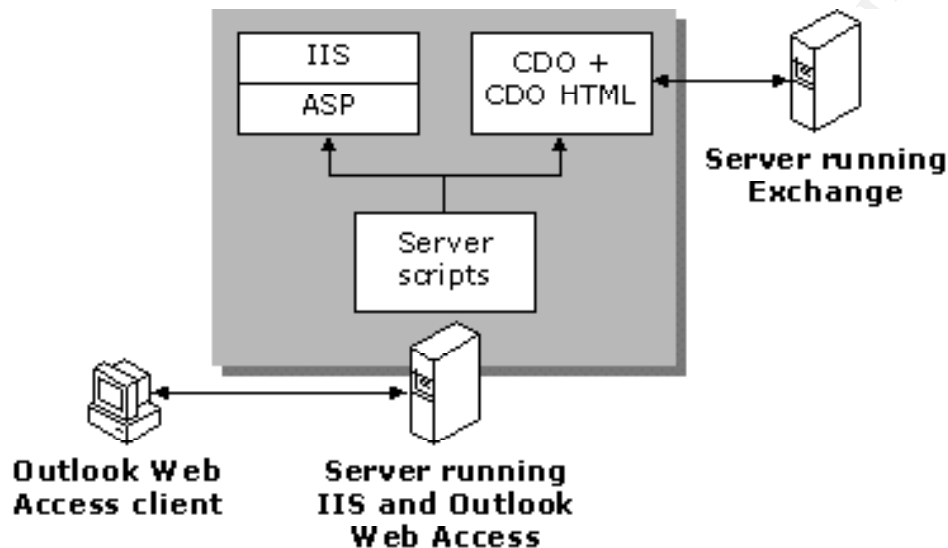 IIS
ASP
CDO +
CDO HTML
Server running
Exchange
Server
scripts
Outlook Web
Access client
Server running
IIS and Outlook
Web Access